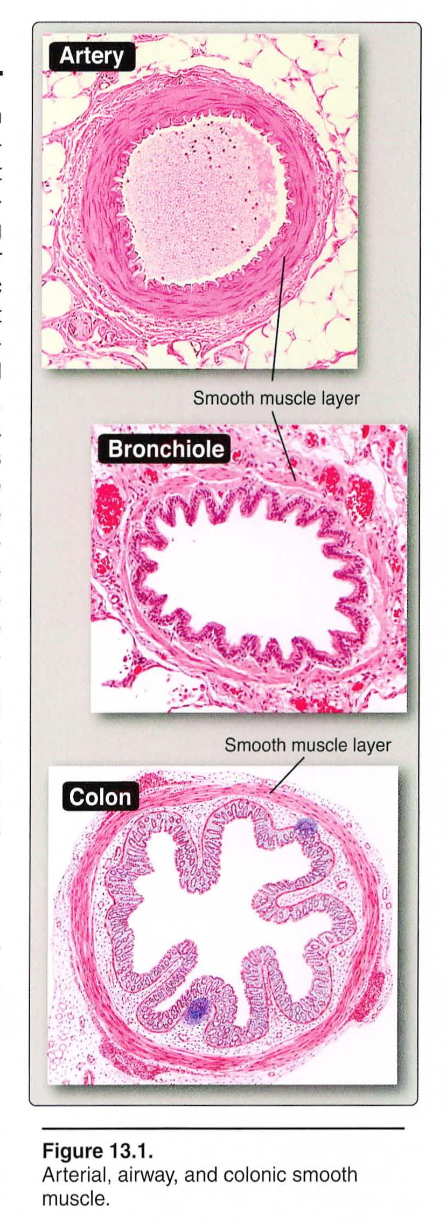 Artery
Smooth muscle layer
Bronchiole
Smooth muscle layer
Colon
Figure 13.1.
Arterial, airway, and colonic smooth
muscle.